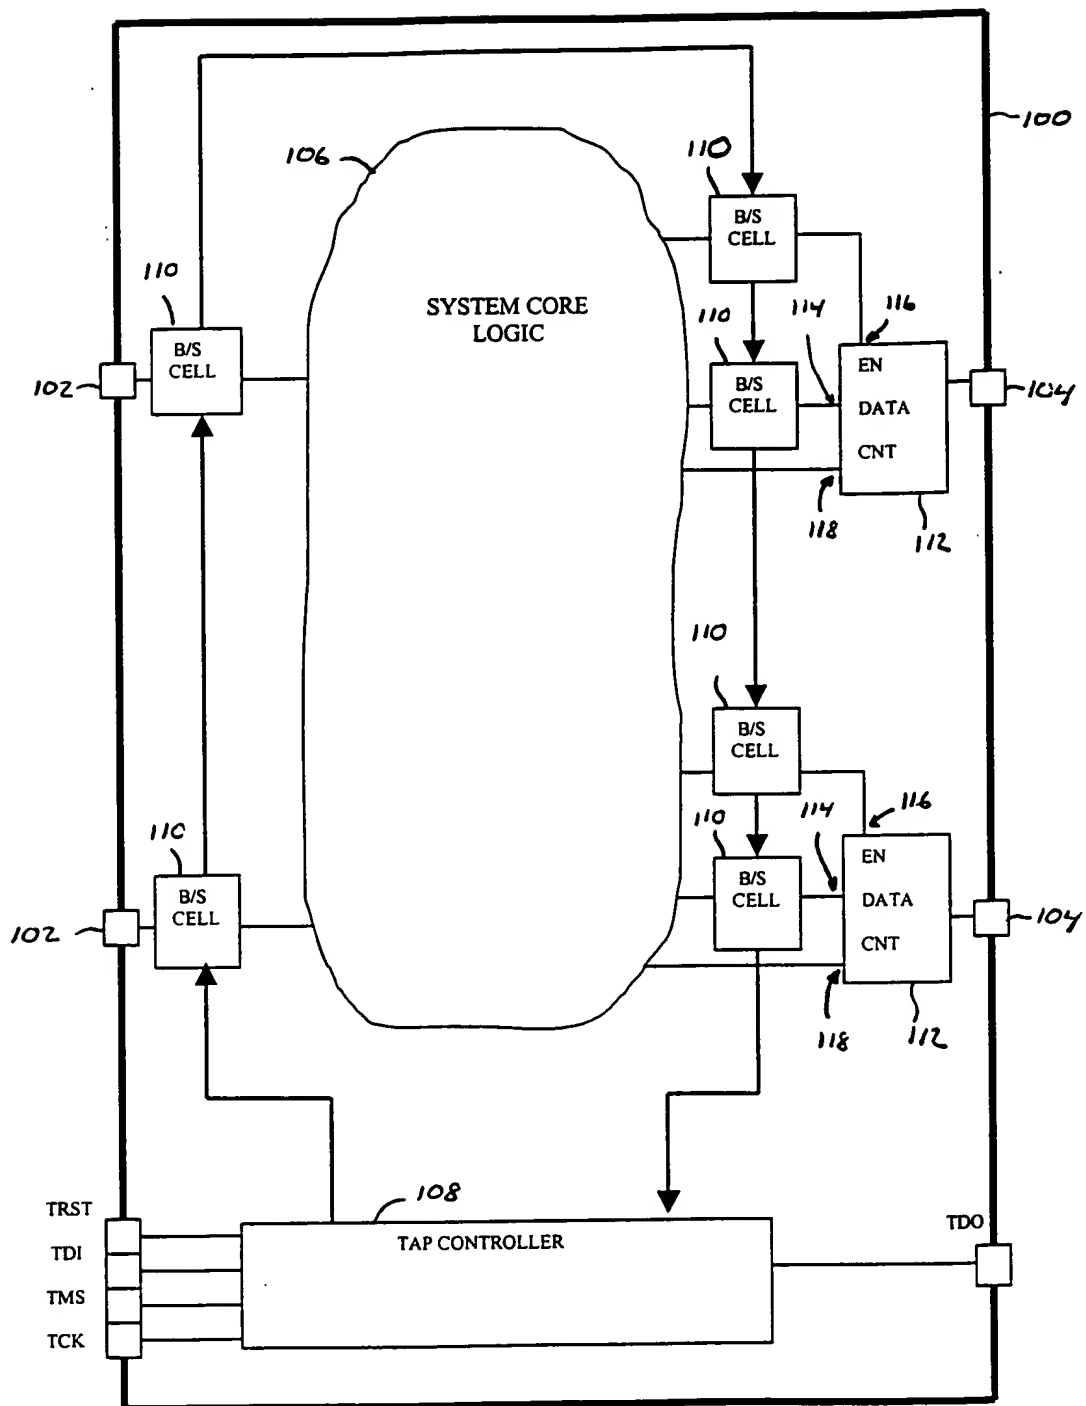 100
106
110
B/S
CELL
SYSTEM CORE
LOGIC
110
B/S
CELL
102
110
B/S
CELL
114
116
EN
DATA
CNT
104
118
112
110
B/S
CELL
110
B/S
CELL
102
110
B/S
CELL
114
116
EN
DATA
CNT
104
118
112
108
TRST
TDI
TMS
TCK
TAP CONTROLLER
TDO